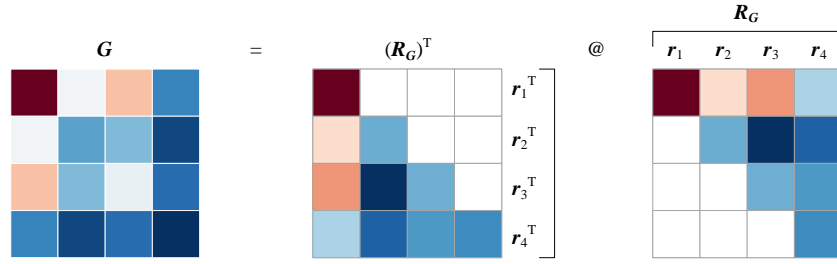 R_G
G = (R_G)^T @ r_1 r_2 r_3 r_4
r_1^T
r_2^T
r_3^T
r_4^T